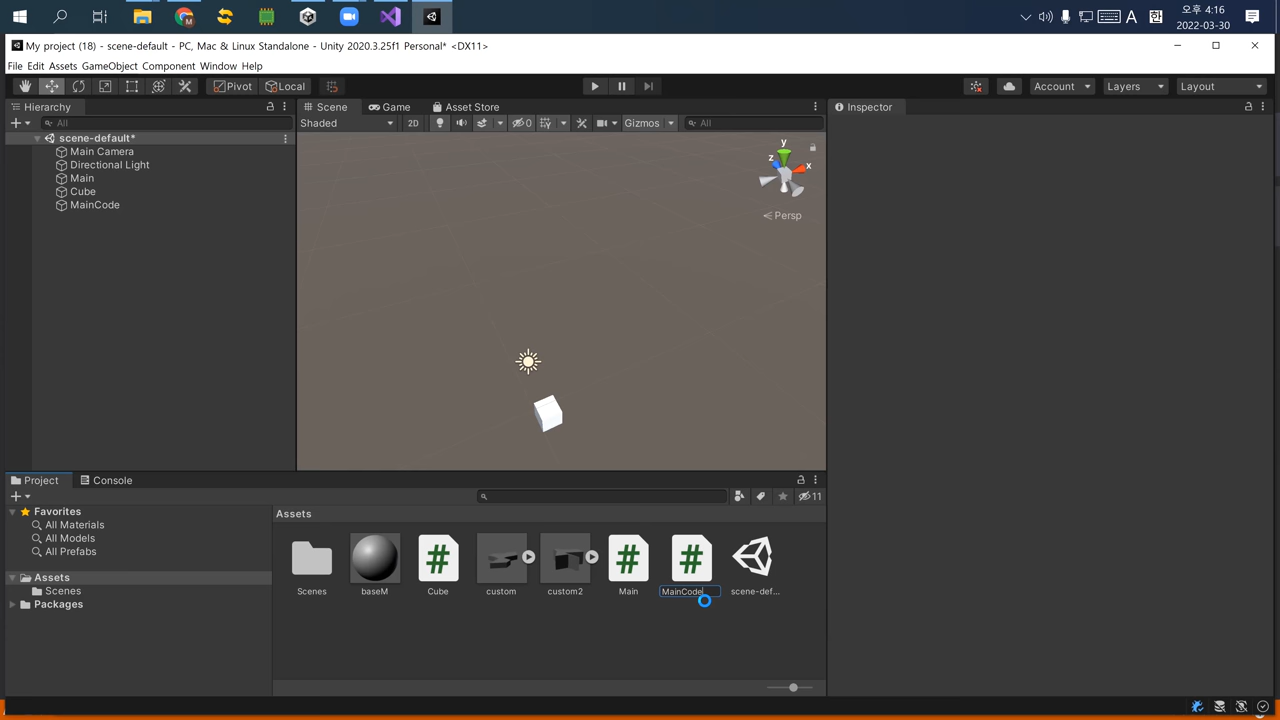 A 한 오후 4:16
2022-03-30
My project (18) - scene-default - PC, Mac & Linux Standalone - Unity 2020.3.25f1 Personal* <DX11>
File Edit Assets GameObject Component Window Help
Pivot Local Account Layers Layout
Hierarchy
All
scene-default*
Main Camera
Directional Light
Main
Cube
MainCode
Scene Game Asset Store
Shaded 2D 0 Gizmos All
y
z
x
Persp
Inspector
Project Console
11
Favorites
All Materials
All Models
All Prefabs
Assets
Scenes
Packages
Assets
# # #
Scenes baseM Cube custom custom2 Main MainCode scene-def...